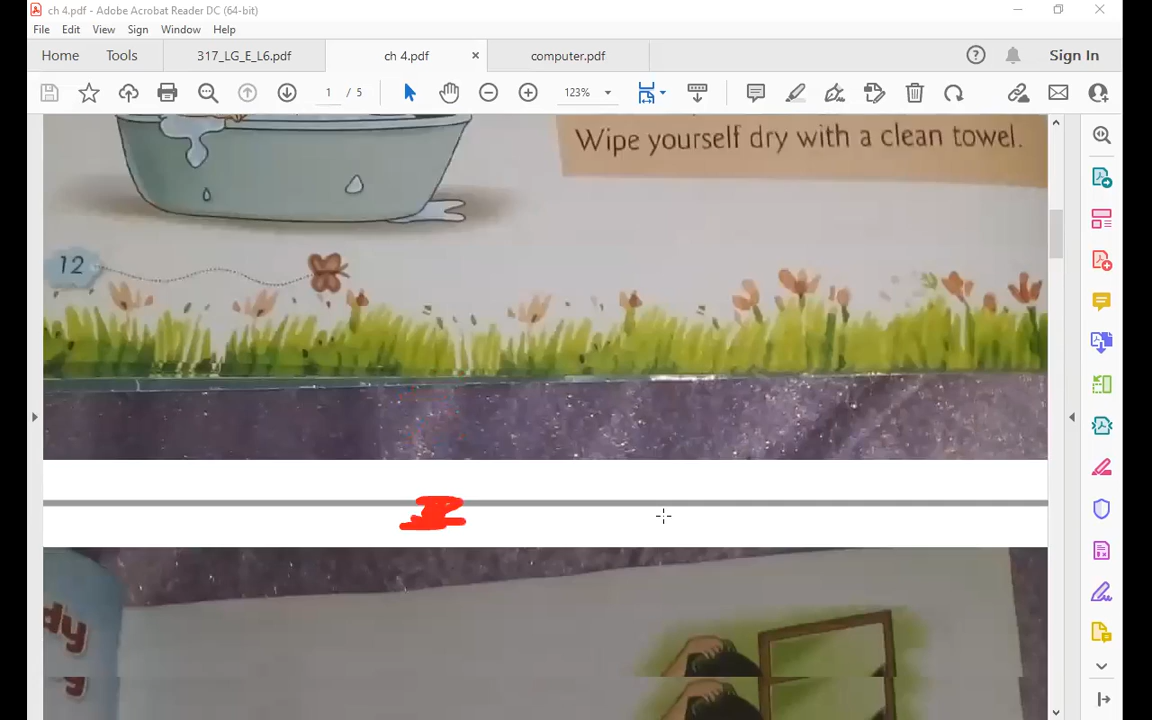 ch 4.pdf - Adobe Acrobat Reader DC (64-bit)
File Edit View Sign Window Help
Home Tools 317_LG_E_L6.pdf ch 4.pdf × computer.pdf Sign In
1 / 5 123%
Wipe yourself dry with a clean towel.
12
dy